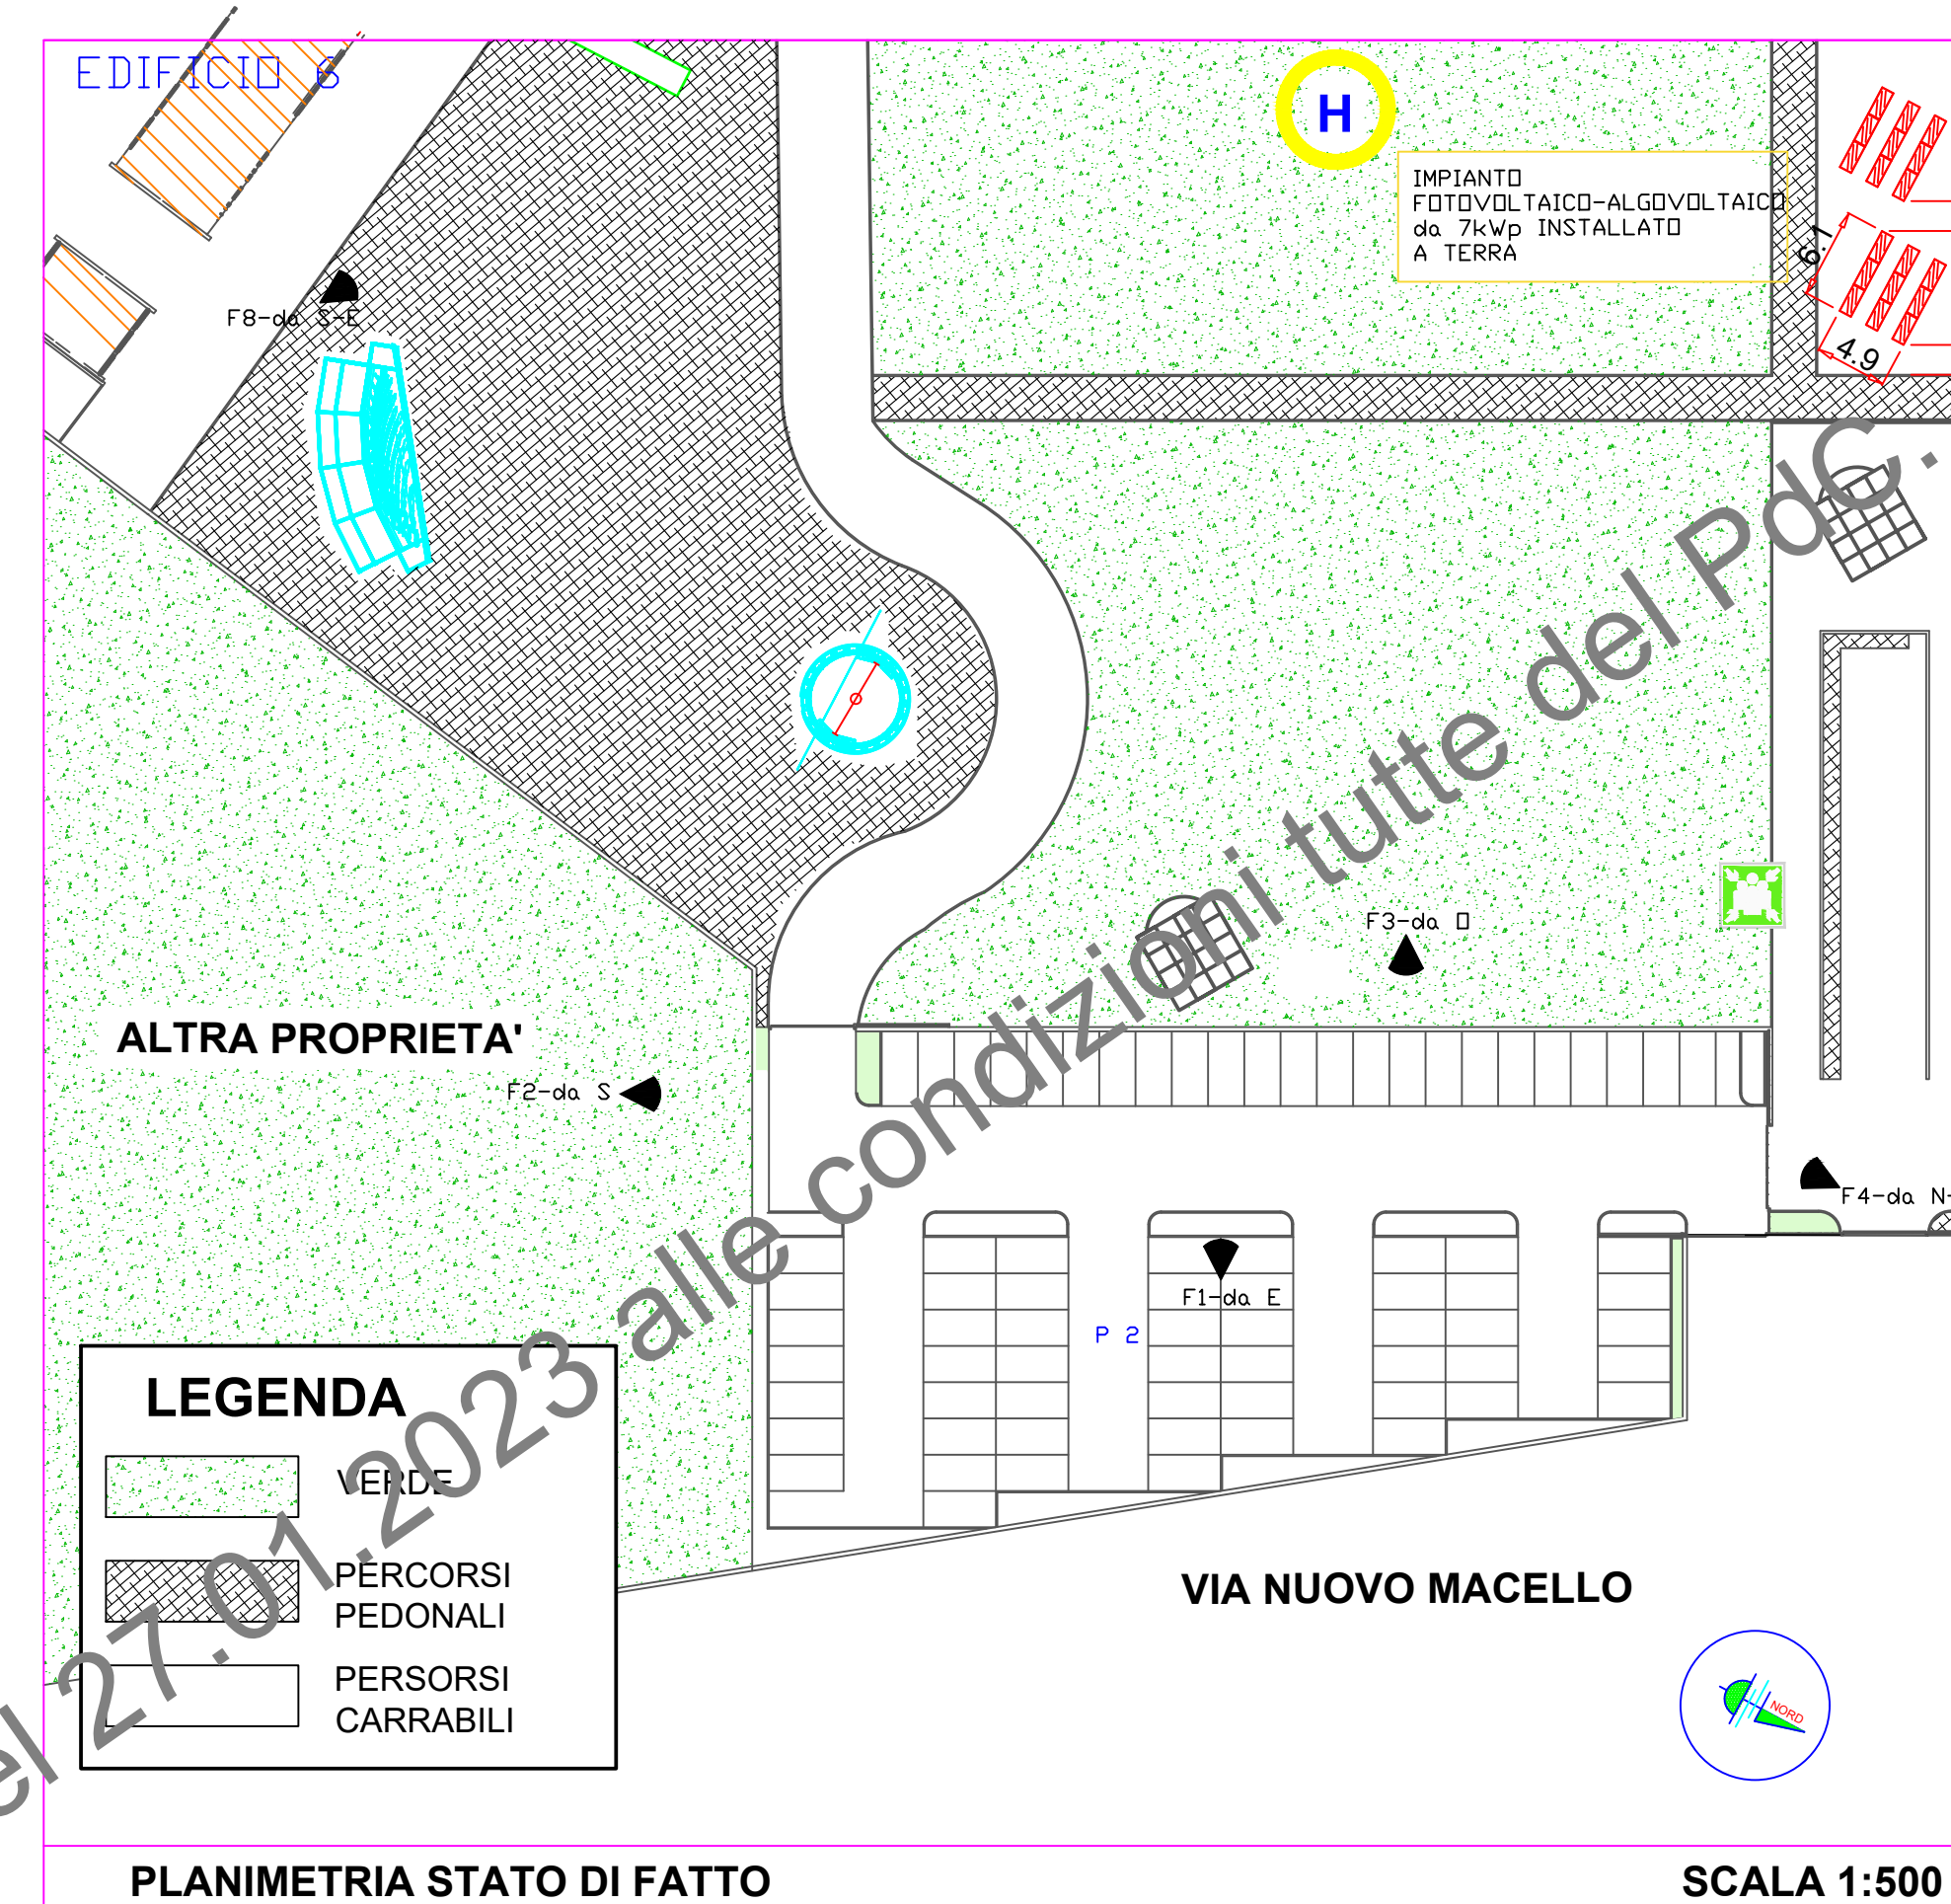 EDIFICIO 6
H
IMPIANTO
FOTOVOLTAICO-ALGOVOLTAICO
da 7kWp INSTALLATO
A TERRA
6.1
4.9
F8-da S-E
F3-da O
ALTRA PROPRIETA'
F2-da S
F4-da N-
F1-da E
P 2
el 27.01.2023 alle condizioni tutte del PdC.
LEGENDA
VERDE
PERCORSI
PEDONALI
PERSORSI
CARRABILI
VIA NUOVO MACELLO
NORD
PLANIMETRIA STATO DI FATTO
SCALA 1:500